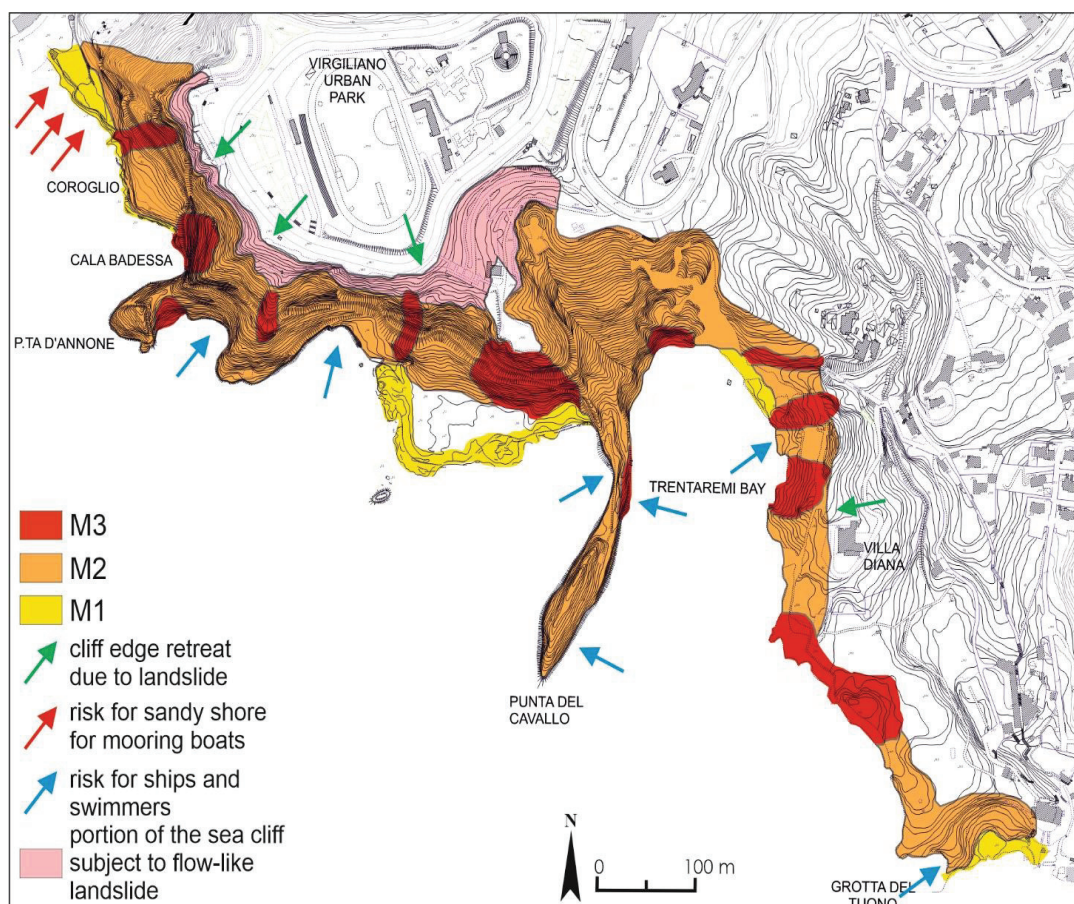 VIRGILIANO
URBAN
PARK
COROGLIO
CALA BADESSA
P.TA D'ANNONE
TRENTAREMI BAY
VILLA
DIANA
PUNTA DEL
CAVALLO
GROTTA DEL
TUONO
M3
M2
M1
cliff edge retreat
due to landslide
risk for sandy shore
for mooring boats
risk for ships and
swimmers
portion of the sea cliff
subject to flow-like
landslide
N
0 100 m